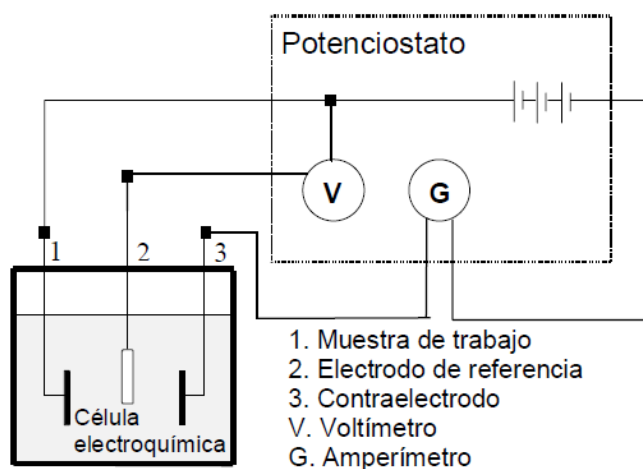 Potenciostato
V
G
1
2
3
1. Muestra de trabajo
2. Electrodo de referencia
3. Contraelectrodo
V. Voltímetro
G. Amperímetro
Célula
electroquímica